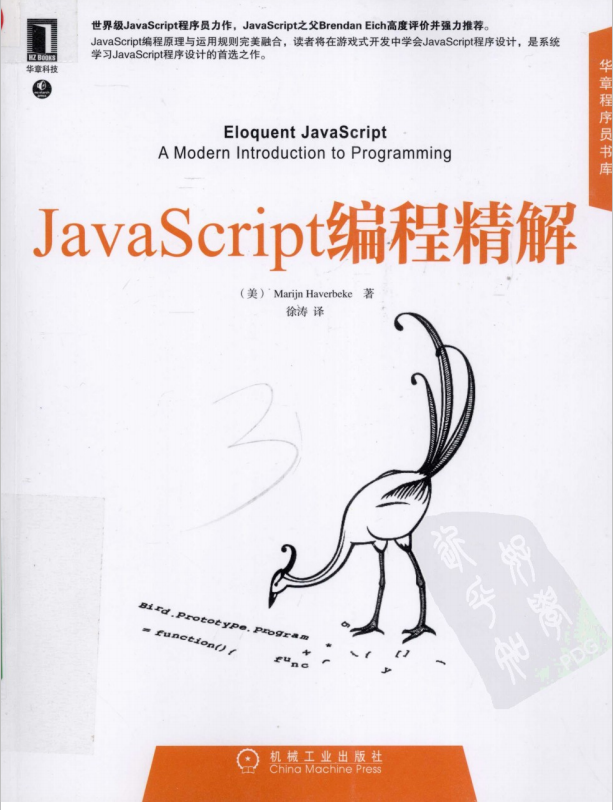 世界级JavaScript程序员力作，JavaScript之父Brendan Eich高度评价并强力推荐。
JavaScript编程原理与运用规则完美融合，读者将在游戏式开发中学会JavaScript程序设计，是系统
学习JavaScript程序设计的首选之作。
HZ Books
华章科技
华章程序员书库
Eloquent JavaScript
A Modern Introduction to Programming
JavaScript编程精解
（美） Marijn Haverbeke 著
徐涛 译
3
Bird.Prototype.Program
= function(){
func
y
好学
PDG
机械工业出版社
China Machine Press